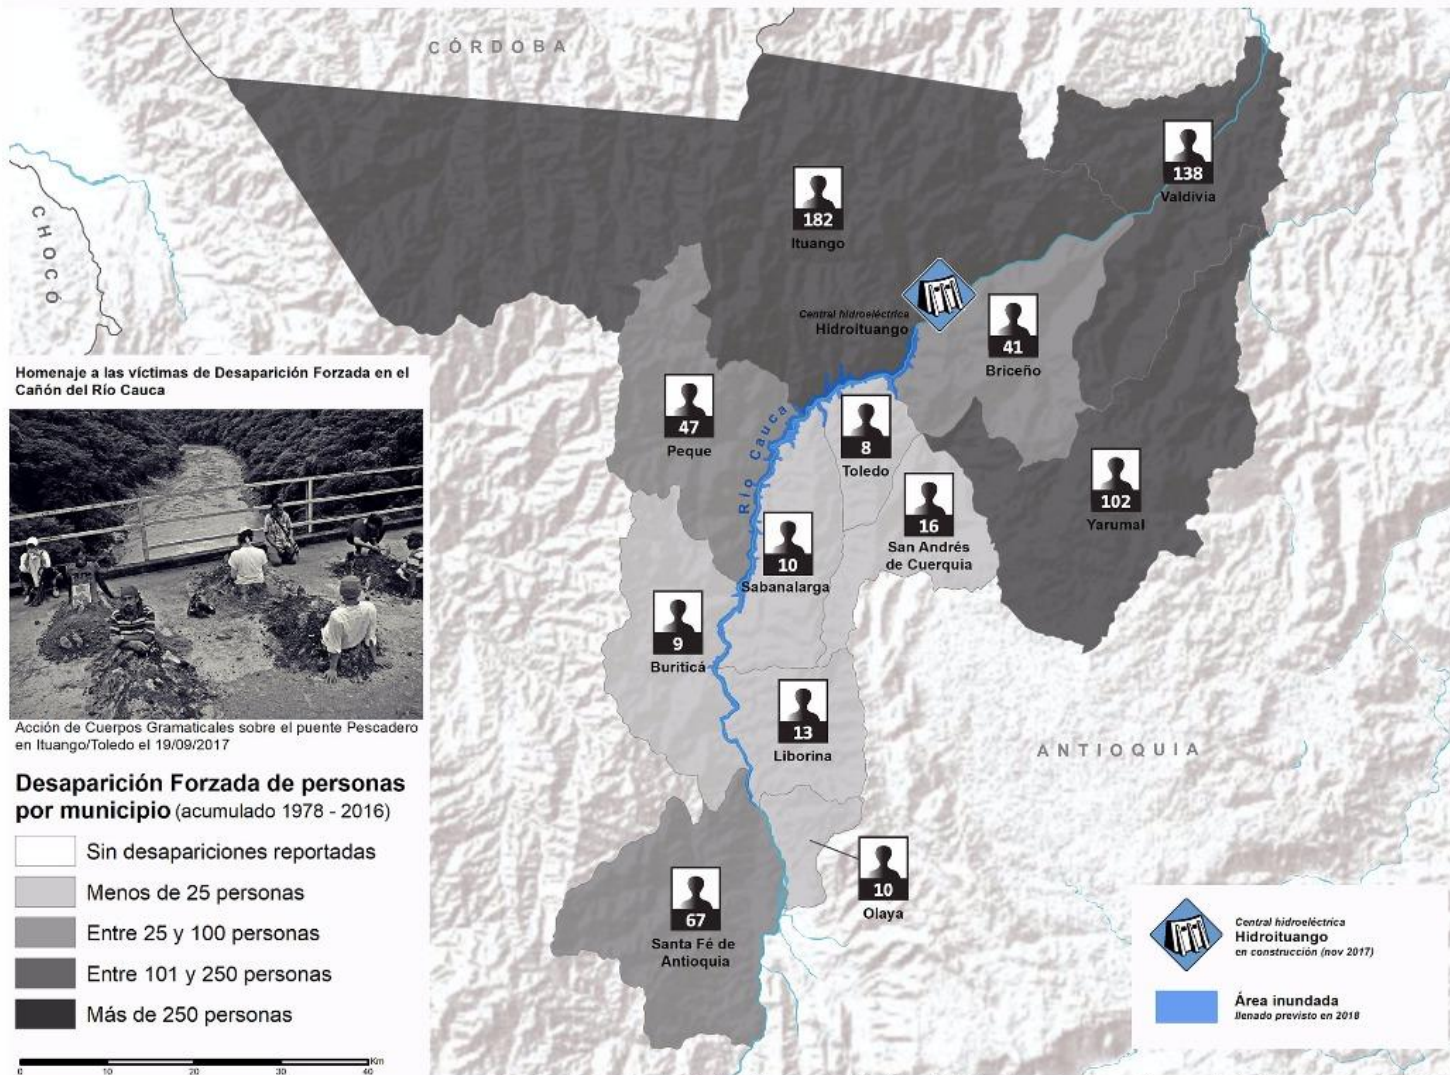 CÓRDOBA
CHOCÓ
138
Valdivia
182
Ituango
Central hidroeléctrica
Hidroituango
41
Briceño
47
Peque
Río Cauca
8
Toledo
16
San Andrés
de Cuerquia
102
Yarumal
10
Sabanalarga
9
Buriticá
13
Liborina
ANTIOQUIA
10
Olaya
67
Santa Fé de
Antioquia
Homenaje a las víctimas de Desaparición Forzada en el
Cañón del Río Cauca
Acción de Cuerpos Gramaticales sobre el puente Pescadero
en Ituango/Toledo el 19/09/2017
Desaparición Forzada de personas
por municipio (acumulado 1978 - 2016)
Sin desapariciones reportadas
Menos de 25 personas
Entre 25 y 100 personas
Entre 101 y 250 personas
Más de 250 personas
Km
0 10 20 30 40
Central hidroeléctrica
Hidroituango
en construcción (nov 2017)
Área inundada
llenado previsto en 2018